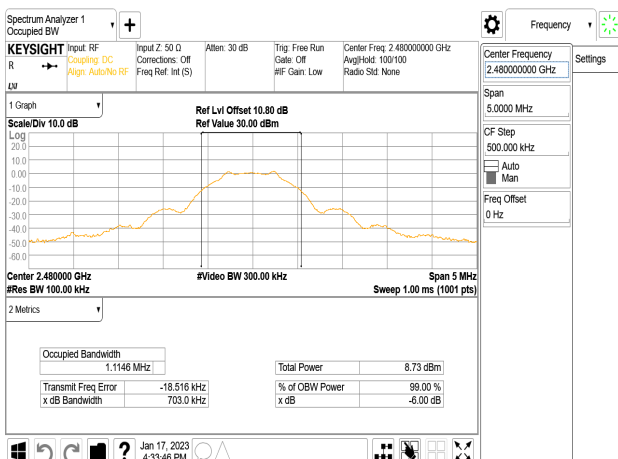 Spectrum Analyzer 1
Occupied BW
Frequency
KEYSIGHT
R
LXI
Input: RF
Coupling: DC
Align: Auto/No RF
Input Z: 50 Ω
Corrections: Off
Freq Ref: Int (S)
Atten: 30 dB
Trig: Free Run
Gate: Off
#IF Gain: Low
Center Freq: 2.480000000 GHz
Avg|Hold: 100/100
Radio Std: None
Center Frequency
2.480000000 GHz
Settings
Span
5.0000 MHz
CF Step
500.000 kHz
Auto
Man
Freq Offset
0 Hz
1 Graph
Scale/Div 10.0 dB
Ref Lvl Offset 10.80 dB
Ref Value 30.00 dBm
Log
20.0
10.0
0.00
-10.0
-20.0
-30.0
-40.0
-50.0
-60.0
Center 2.480000 GHz
#Video BW 300.00 kHz
Span 5 MHz
#Res BW 100.00 kHz
Sweep 1.00 ms (1001 pts)
2 Metrics
Occupied Bandwidth
1.1146 MHz
Total Power 8.73 dBm
Transmit Freq Error -18.516 kHz
% of OBW Power 99.00 %
x dB Bandwidth 703.0 kHz
x dB -6.00 dB
?
Jan 17, 2023
4:33:46 PM